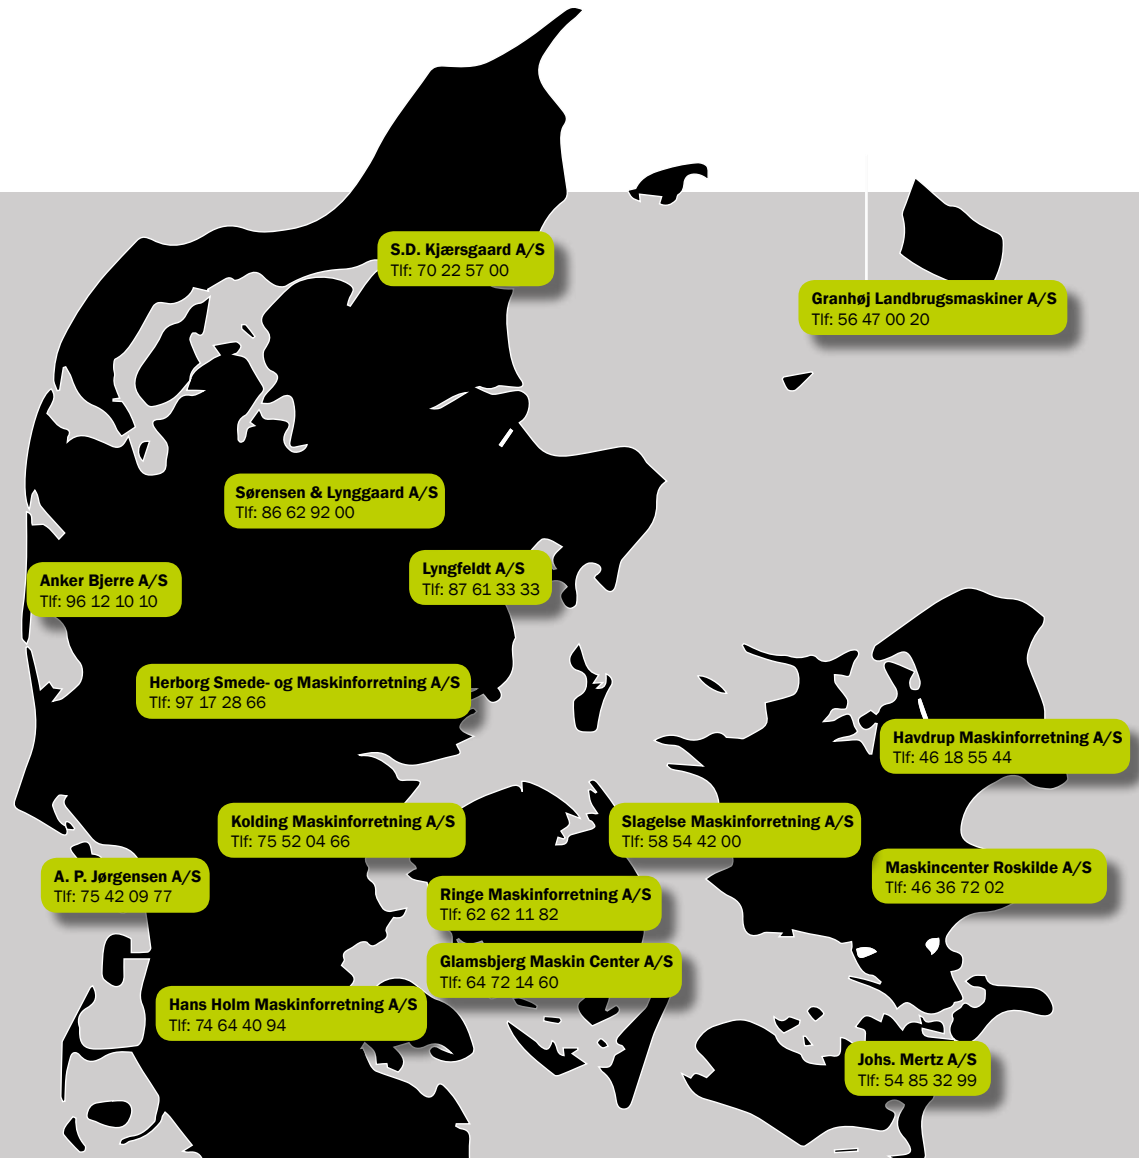 S.D. Kjærsgaard A/S
Tlf: 70 22 57 00
Granhøj Landbrugsmaskiner A/S
Tlf: 56 47 00 20
Sørensen & Lynggaard A/S
Tlf: 86 62 92 00
Lyngfeldt A/S
Tlf: 87 61 33 33
Anker Bjerre A/S
Tlf: 96 12 10 10
Herborg Smede- og Maskinforretning A/S
Tlf: 97 17 28 66
Havdrup Maskinforretning A/S
Tlf: 46 18 55 44
Kolding Maskinforretning A/S
Tlf: 75 52 04 66
Slagelse Maskinforretning A/S
Tlf: 58 54 42 00
Maskincenter Roskilde A/S
Tlf: 46 36 72 02
A. P. Jørgensen A/S
Tlf: 75 42 09 77
Ringe Maskinforretning A/S
Tlf: 62 62 11 82
Glamsbjerg Maskin Center A/S
Tlf: 64 72 14 60
Hans Holm Maskinforretning A/S
Tlf: 74 64 40 94
Johs. Mertz A/S
Tlf: 54 85 32 99